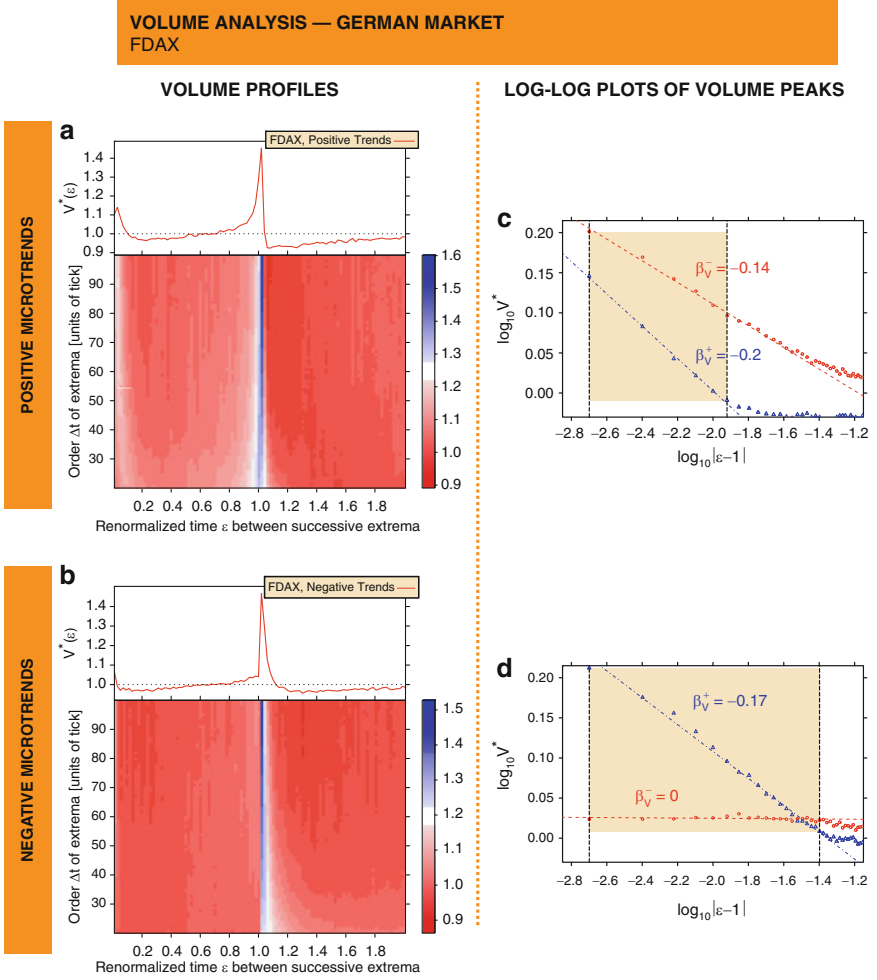 VOLUME ANALYSIS — GERMAN MARKET
FDAX
VOLUME PROFILES
LOG-LOG PLOTS OF VOLUME PEAKS
POSITIVE MICROTRENDS
a
FDAX, Positive Trends
V*(ε)
1.4
1.3
1.2
1.1
1.0
0.9
Order Δt of extrema [units of tick]
90
80
70
60
50
40
30
1.6
1.5
1.4
1.3
1.2
1.1
1.0
0.9
0.2 0.4 0.6 0.8 1.0 1.2 1.4 1.6 1.8
Renormalized time ε between successive extrema
c
log₁₀V*
0.20
0.15
0.10
0.05
0.00
β⁻V = −0.14
β⁺V = −0.2
−2.8 −2.6 −2.4 −2.2 −2.0 −1.8 −1.6 −1.4 −1.2
log₁₀|ε−1|
NEGATIVE MICROTRENDS
b
FDAX, Negative Trends
V*(ε)
1.4
1.3
1.2
1.1
1.0
Order Δt of extrema [units of tick]
90
80
70
60
50
40
30
1.5
1.4
1.3
1.2
1.1
1.0
0.9
0.2 0.4 0.6 0.8 1.0 1.2 1.4 1.6 1.8
Renormalized time ε between successive extrema
d
log₁₀V*
0.20
0.15
0.10
0.05
0.00
β⁺V = −0.17
β⁻V = 0
−2.8 −2.6 −2.4 −2.2 −2.0 −1.8 −1.6 −1.4 −1.2
log₁₀|ε−1|